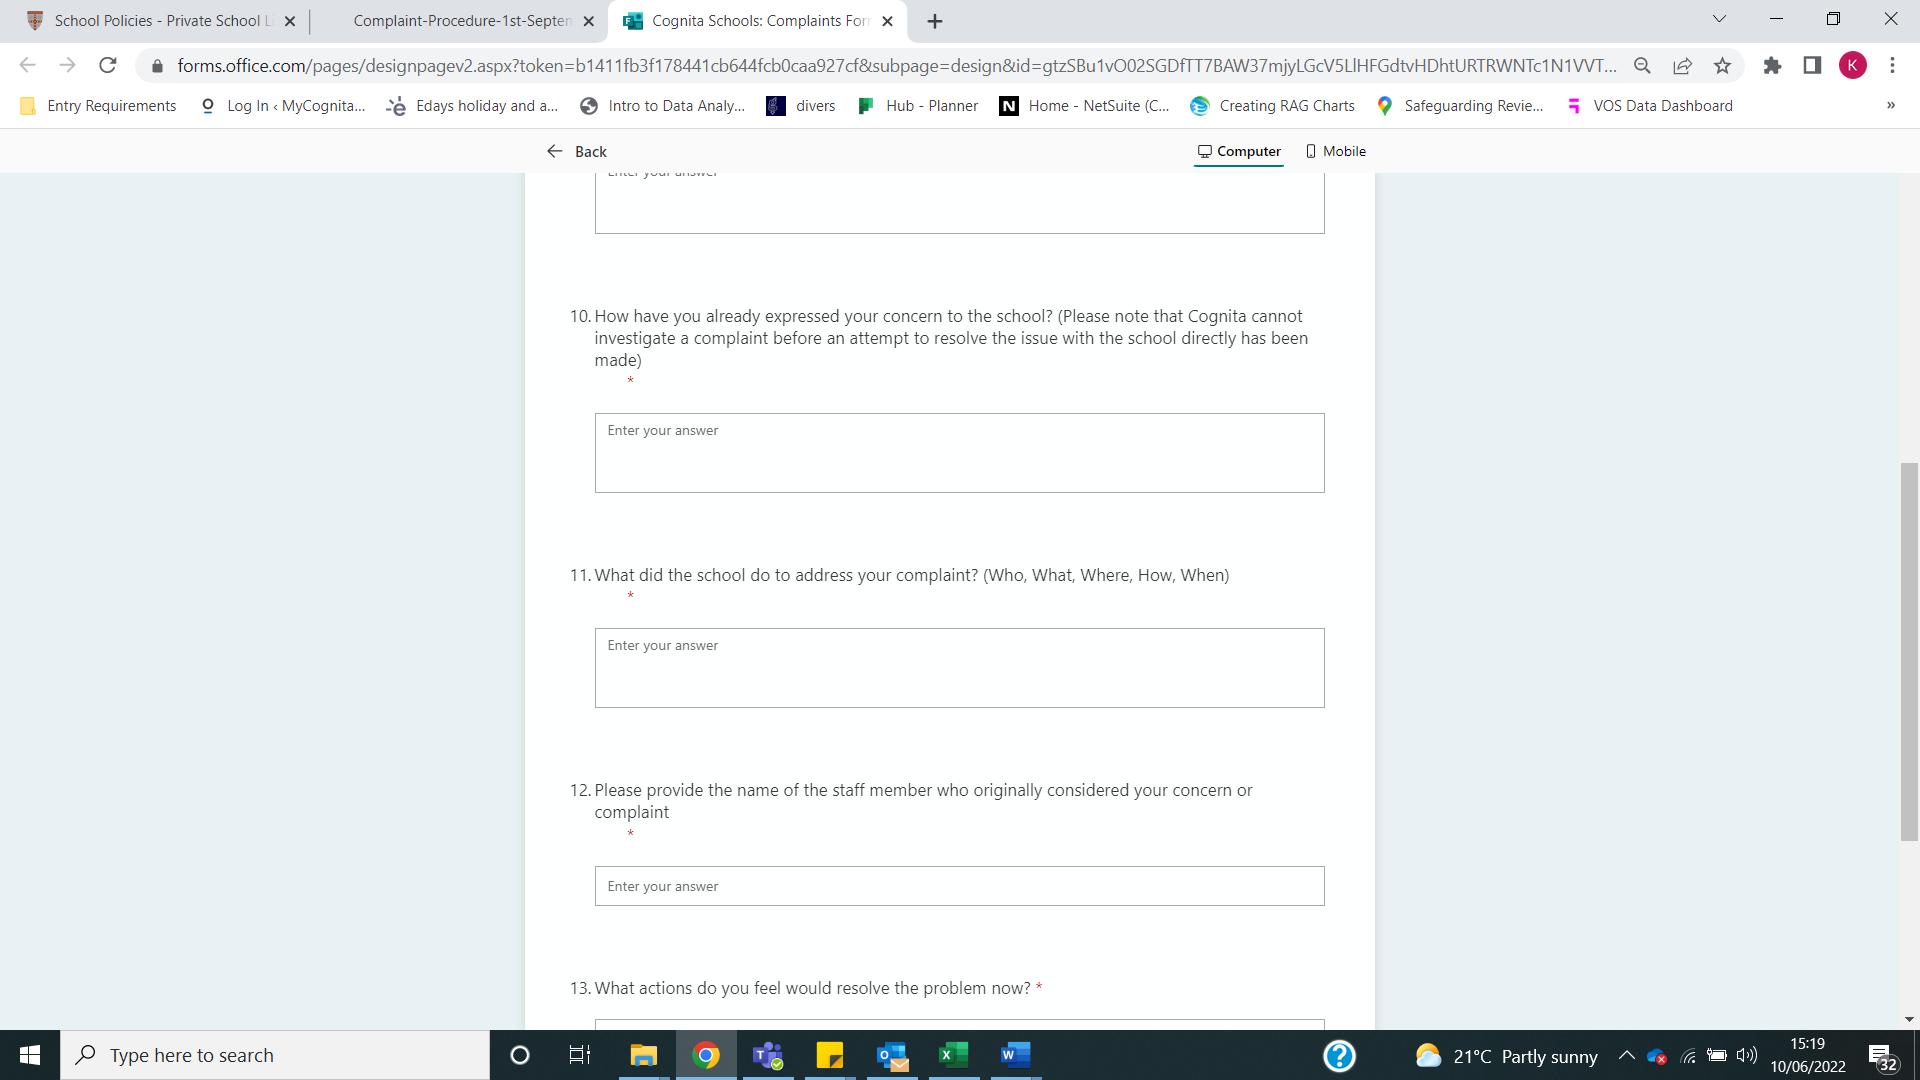 School Policies - Private School L
Complaint-Procedure-1st-Septem
Cognita Schools: Complaints For
forms.office.com/pages/designpagev2.aspx?token=b1411fb3f178441cb644fcb0caa927cf&subpage=design&id=gtzSBu1vO02SGDfTT7BAW37mjyLGcV5LlHFGdtvHDhtURTRWNTc1N1VVT...
K
Entry Requirements
Log In ‹ MyCognita...
Edays holiday and a...
Intro to Data Analy...
divers
Hub - Planner
Home - NetSuite (C...
Creating RAG Charts
Safeguarding Revie...
VOS Data Dashboard
»
Back
Computer
Mobile
Enter your answer
10. How have you already expressed your concern to the school? (Please note that Cognita cannot
investigate a complaint before an attempt to resolve the issue with the school directly has been
made)
*
Enter your answer
11. What did the school do to address your complaint? (Who, What, Where, How, When)
*
Enter your answer
12. Please provide the name of the staff member who originally considered your concern or
complaint
*
Enter your answer
13. What actions do you feel would resolve the problem now? *
Type here to search
21°C Partly sunny
15:19
10/06/2022
32